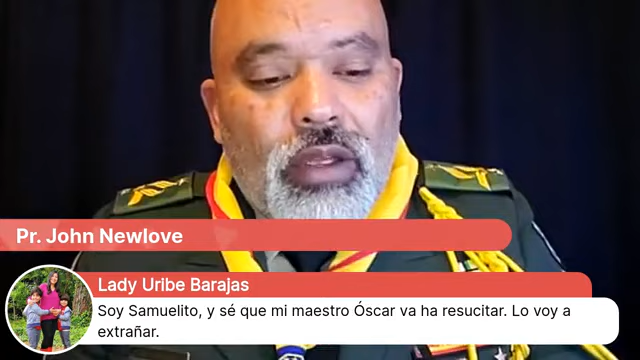 Pr. John Newlove
Lady Uribe Barajas
Soy Samuelito, y sé que mi maestro Óscar va ha resucitar. Lo voy a
extrañar.